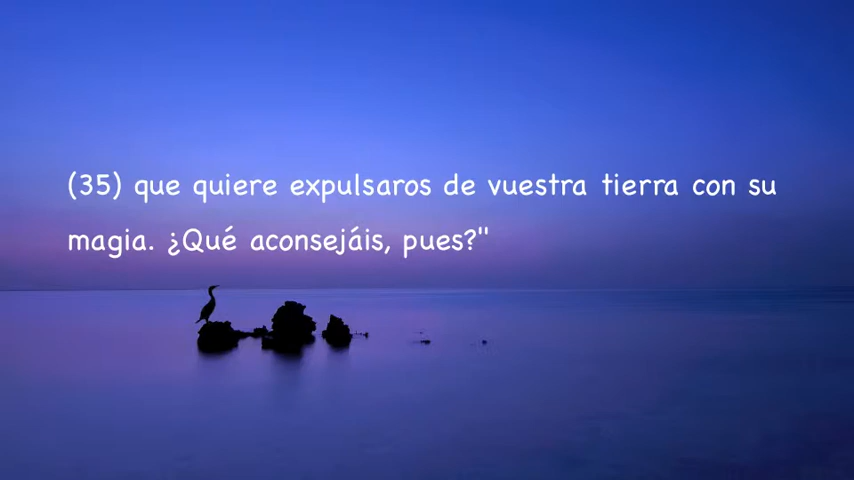 (35) que quiere expulsaros de vuestra tierra con su
magia. ¿Qué aconsejáis, pues?"